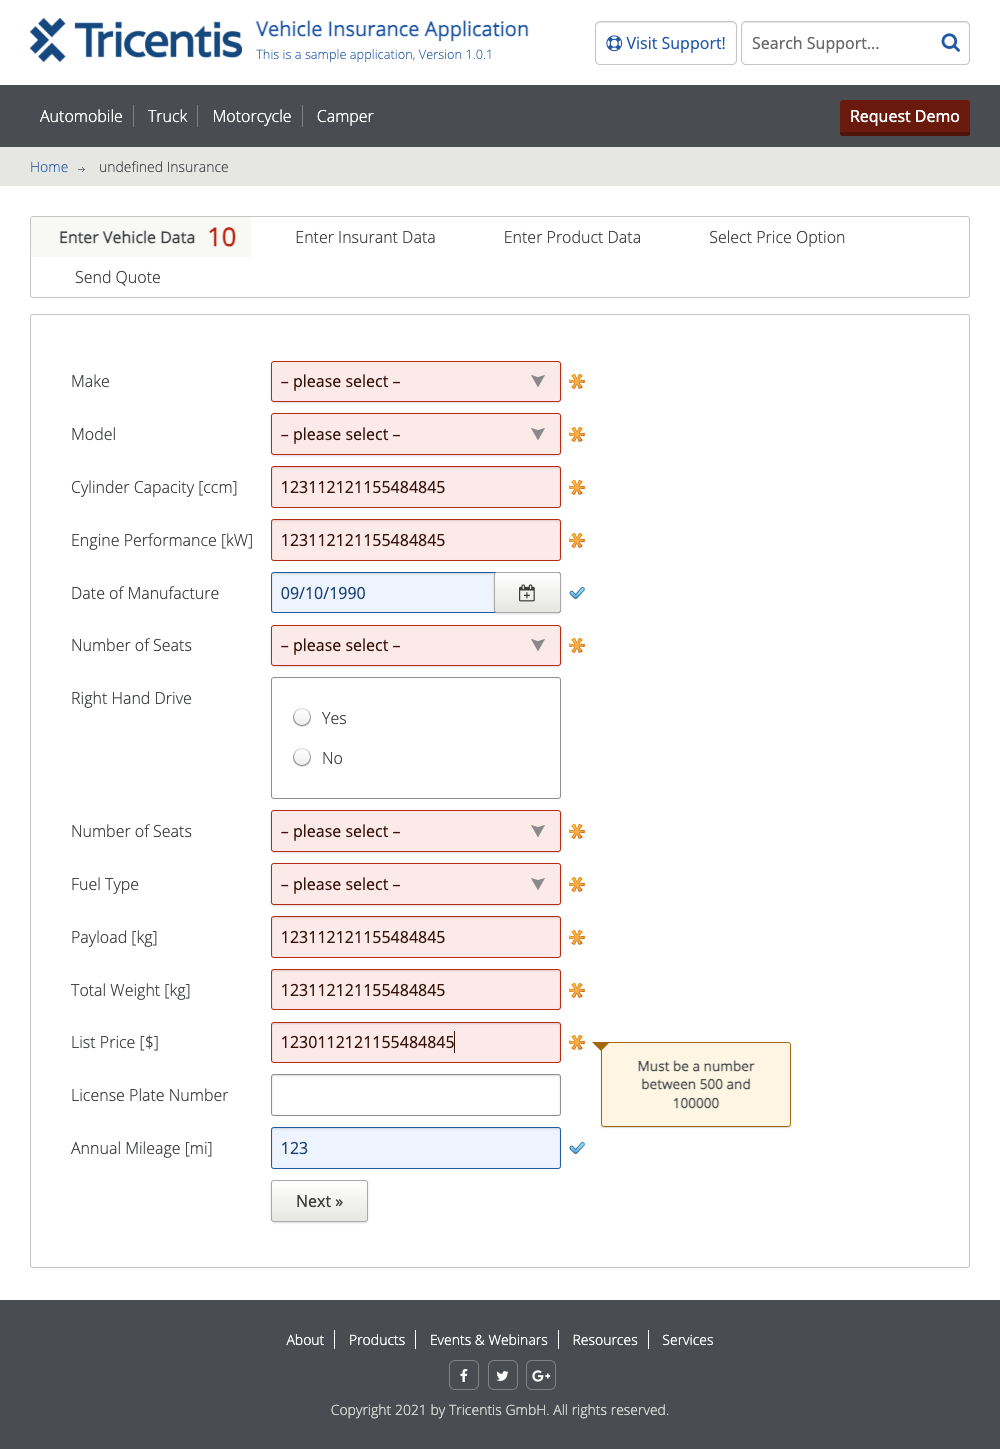 Tricentis
Vehicle Insurance Application
This is a sample application, Version 1.0.1
Visit Support!
Search Support...
Automobile
Truck
Motorcycle
Camper
Request Demo
Home → undefined Insurance
Enter Vehicle Data 10
Enter Insurant Data
Enter Product Data
Select Price Option
Send Quote
Make
– please select –
Model
– please select –
Cylinder Capacity [ccm]
123112121155484845
Engine Performance [kW]
123112121155484845
Date of Manufacture
09/10/1990
Number of Seats
– please select –
Right Hand Drive
Yes
No
Number of Seats
– please select –
Fuel Type
– please select –
Payload [kg]
123112121155484845
Total Weight [kg]
123112121155484845
List Price [$]
1230112121155484845
Must be a number
between 500 and
100000
License Plate Number
Annual Mileage [mi]
123
Next »
About
Products
Events & Webinars
Resources
Services
Copyright 2021 by Tricentis GmbH. All rights reserved.